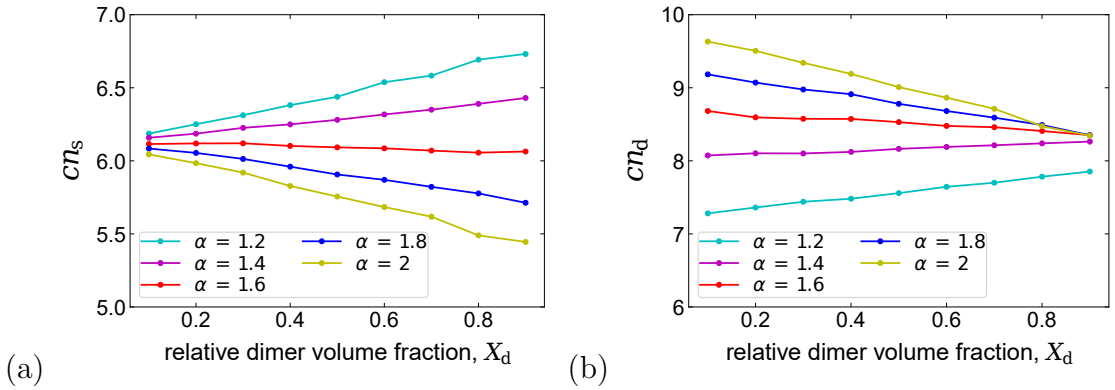 7.0
6.5
6.0
5.5
5.0
cn_s
α = 1.2
α = 1.4
α = 1.6
α = 1.8
α = 2
0.2 0.4 0.6 0.8
relative dimer volume fraction, X_d
(a)
10
9
8
7
6
cn_d
α = 1.2
α = 1.4
α = 1.6
α = 1.8
α = 2
0.2 0.4 0.6 0.8
relative dimer volume fraction, X_d
(b)